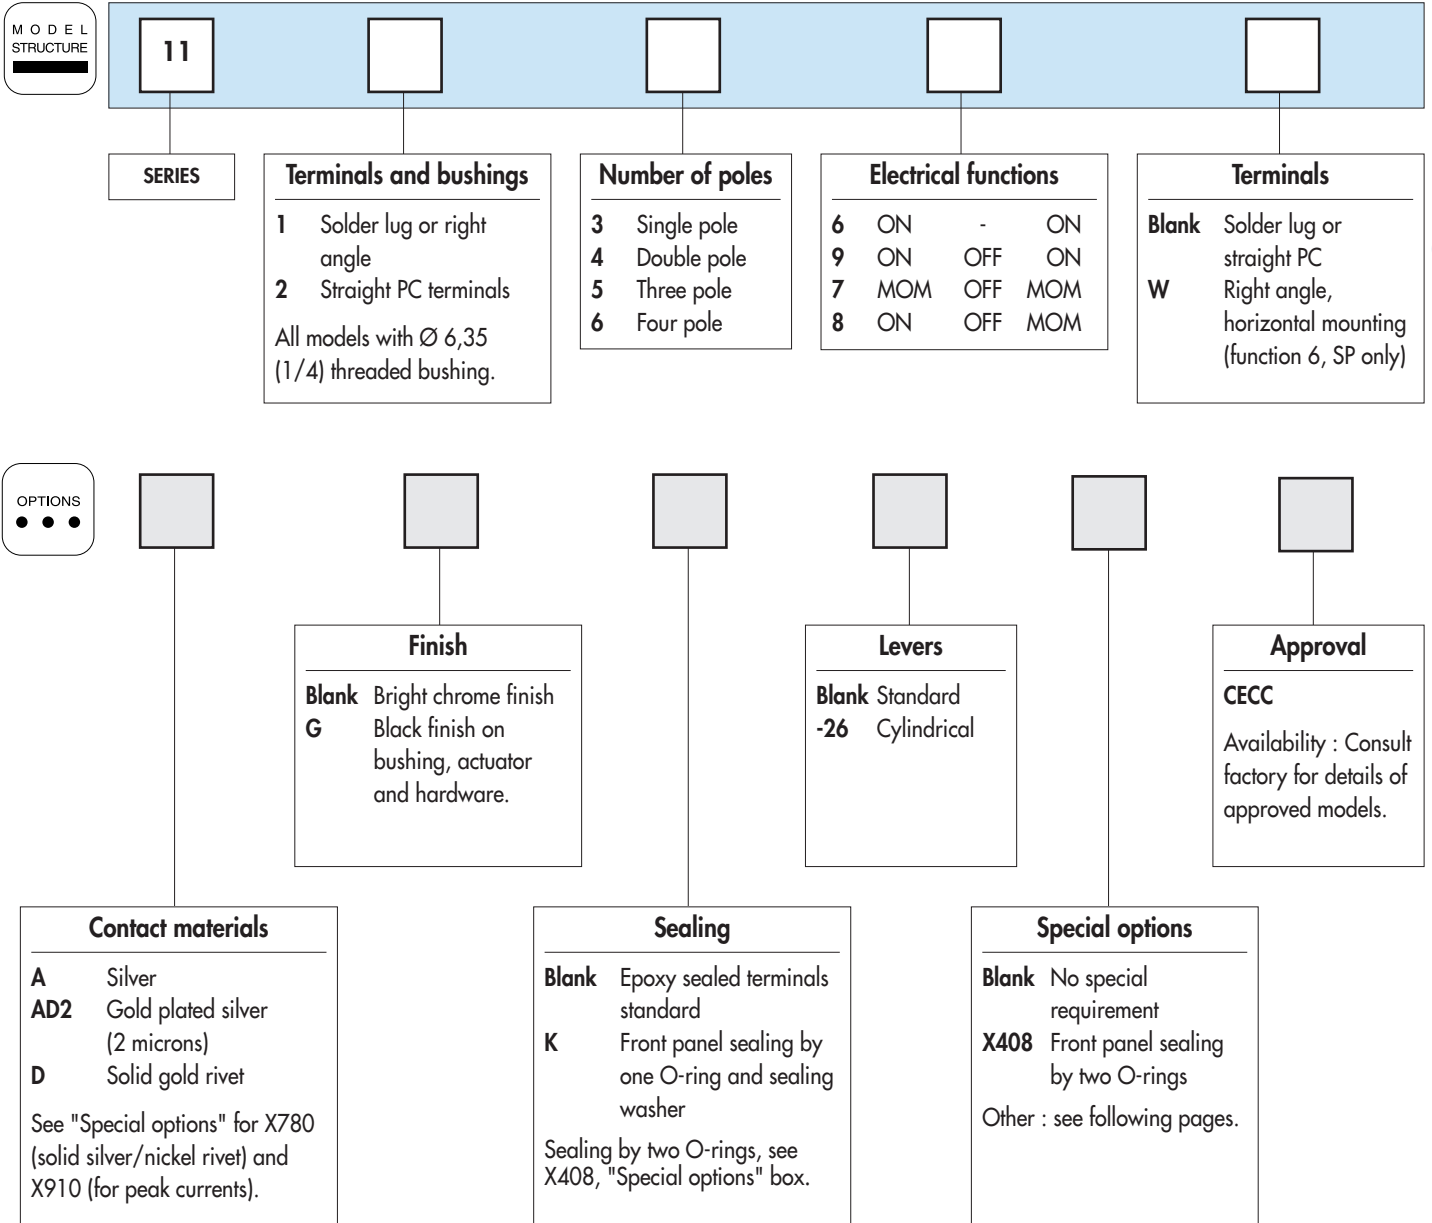 MODEL
STRUCTURE
11
SERIES
Terminals and bushings
1 Solder lug or right
angle
2 Straight PC terminals
All models with Ø 6,35
(1/4) threaded bushing.
Number of poles
3 Single pole
4 Double pole
5 Three pole
6 Four pole
Electrical functions
6 ON - ON
9 ON OFF ON
7 MOM OFF MOM
8 ON OFF MOM
Terminals
Blank Solder lug or
straight PC
W Right angle,
horizontal mounting
(function 6, SP only)
OPTIONS
Finish
Blank Bright chrome finish
G Black finish on
bushing, actuator
and hardware.
Levers
Blank Standard
-26 Cylindrical
Approval
CECC
Availability : Consult
factory for details of
approved models.
Contact materials
A Silver
AD2 Gold plated silver
(2 microns)
D Solid gold rivet
See "Special options" for X780
(solid silver/nickel rivet) and
X910 (for peak currents).
Sealing
Blank Epoxy sealed terminals
standard
K Front panel sealing by
one O-ring and sealing
washer
Sealing by two O-rings, see
X408, "Special options" box.
Special options
Blank No special
requirement
X408 Front panel sealing
by two O-rings
Other : see following pages.